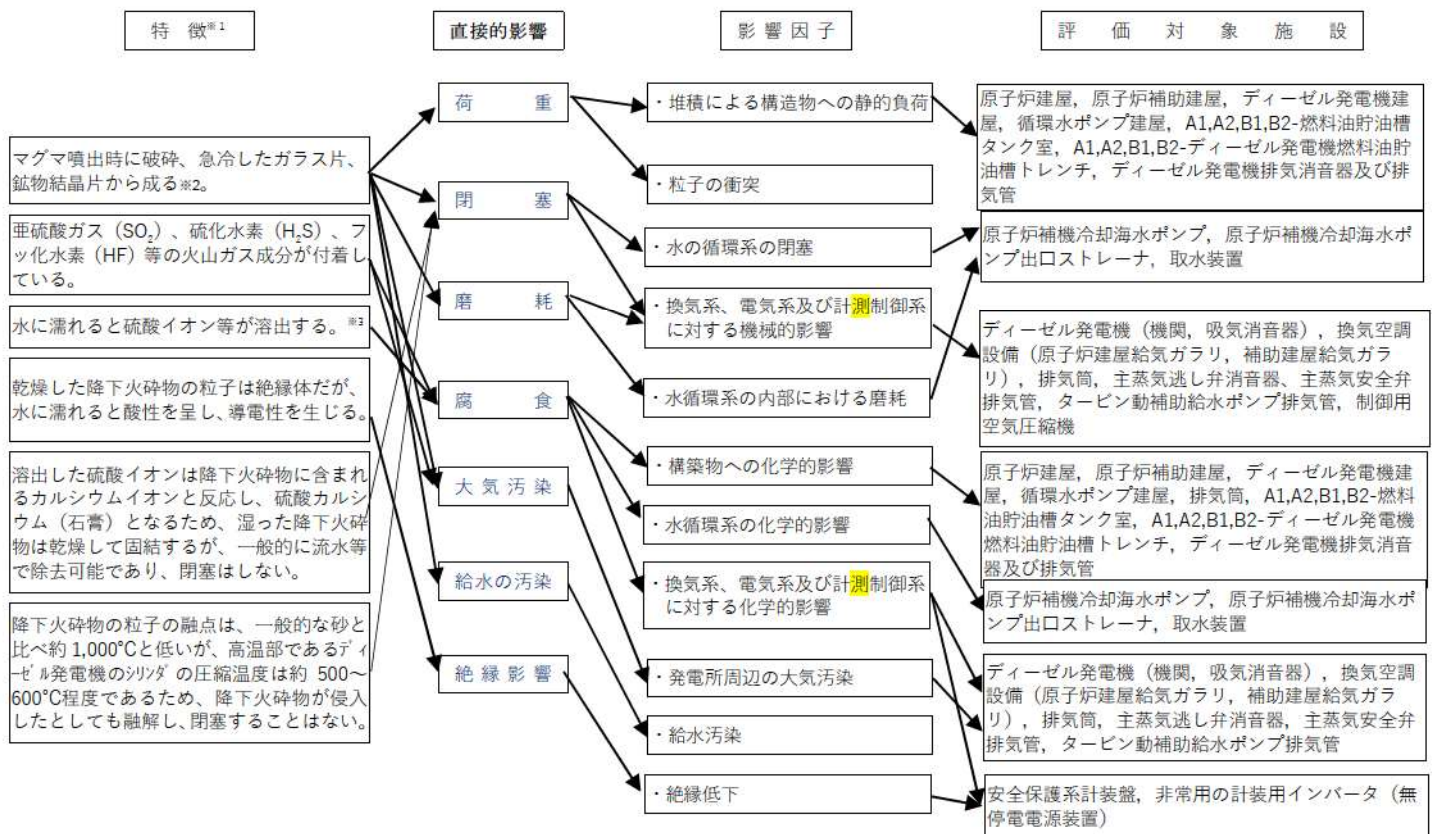 特 徴※1
直接的影響
影 響 因 子
評 価 対 象 施 設
マグマ噴出時に破砕、急冷したガラス片、
鉱物結晶片から成る※2。
亜硫酸ガス（SO₂）、硫化水素（H₂S）、フ
ッ化水素（HF）等の火山ガス成分が付着し
ている。
水に濡れると硫酸イオン等が溶出する。※3
乾燥した降下火砕物の粒子は絶縁体だが、
水に濡れると酸性を呈し、導電性を生じる。
溶出した硫酸イオンは降下火砕物に含まれ
るカルシウムイオンと反応し、硫酸カルシ
ウム（石膏）となるため、湿った降下火砕
物は乾燥して固結するが、一般的に流水等
で除去可能であり、閉塞はしない。
降下火砕物の粒子の融点は、一般的な砂と
比べ約 1,000℃と低いが、高温部であるディ
ーゼル発電機のシリンダの圧縮温度は約 500～
600℃程度であるため、降下火砕物が侵入
したとしても融解し、閉塞することはない。
荷 重
閉 塞
磨 耗
腐 食
大 気 汚 染
給 水 の 汚 染
絶 縁 影 響
・堆積による構造物への静的負荷
・粒子の衝突
・水の循環系の閉塞
・換気系、電気系及び計測制御系
に対する機械的影響
・水循環系の内部における磨耗
・構築物への化学的影響
・水循環系の化学的影響
・換気系、電気系及び計測制御系
に対する化学的影響
・発電所周辺の大気汚染
・給水汚染
・絶縁低下
原子炉建屋，原子炉補助建屋，ディーゼル発電機建
屋，循環水ポンプ建屋，A1,A2,B1,B2-燃料油貯油槽
タンク室，A1,A2,B1,B2-ディーゼル発電機燃料油貯
油槽トレンチ，ディーゼル発電機排気消音器及び排
気管
原子炉補機冷却海水ポンプ，原子炉補機冷却海水ポ
ンプ出口ストレーナ，取水装置
ディーゼル発電機（機関，吸気消音器），換気空調
設備（原子炉建屋給気ガラリ，補助建屋給気ガラ
リ），排気筒，主蒸気逃し弁消音器、主蒸気安全弁
排気管，タービン動補助給水ポンプ排気管，制御用
空気圧縮機
原子炉建屋，原子炉補助建屋，ディーゼル発電機建
屋，循環水ポンプ建屋，排気筒，A1,A2,B1,B2-燃料
油貯油槽タンク室，A1,A2,B1,B2-ディーゼル発電機
燃料油貯油槽トレンチ，ディーゼル発電機排気消音
器及び排気管
原子炉補機冷却海水ポンプ，原子炉補機冷却海水ポ
ンプ出口ストレーナ，取水装置
ディーゼル発電機（機関，吸気消音器），換気空調
設備（原子炉建屋給気ガラリ，補助建屋給気ガラ
リ），排気筒，主蒸気逃し弁消音器，主蒸気安全弁
排気管，タービン動補助給水ポンプ排気管
安全保護系計装盤，非常用の計装用インバータ（無
停電電源装置）